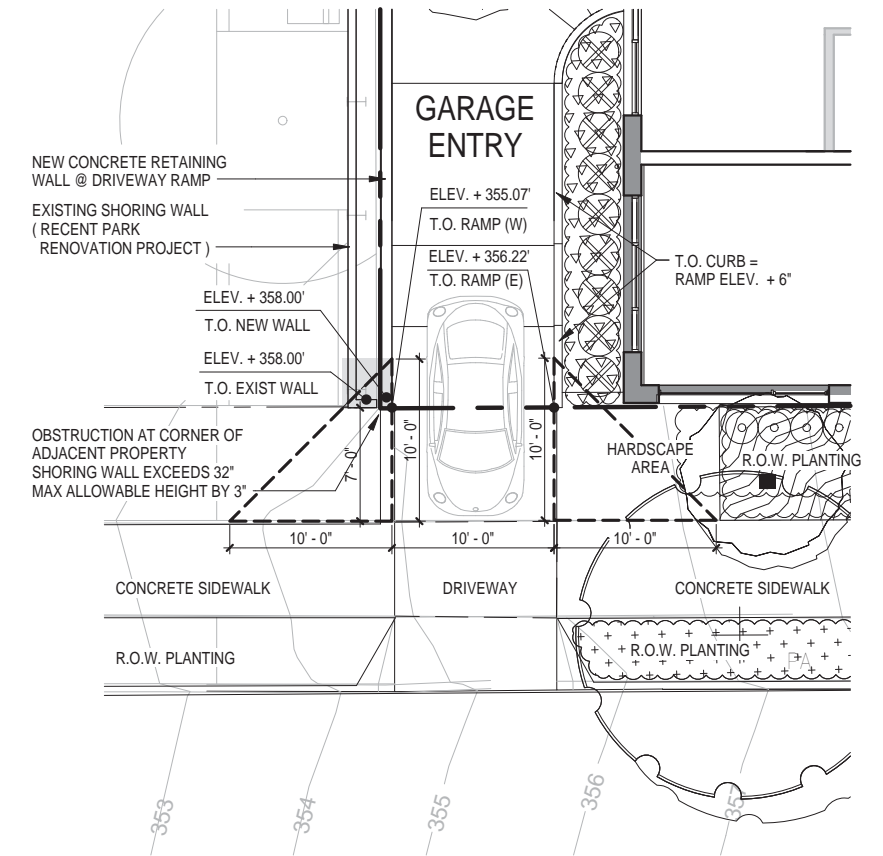 GARAGE
ENTRY
NEW CONCRETE RETAINING
WALL @ DRIVEWAY RAMP
EXISTING SHORING WALL
( RECENT PARK
RENOVATION PROJECT )
ELEV. + 355.07'
T.O. RAMP (W)
ELEV. + 356.22'
T.O. RAMP (E)
T.O. CURB =
RAMP ELEV. + 6"
ELEV. + 358.00'
T.O. NEW WALL
ELEV. + 358.00'
T.O. EXIST WALL
OBSTRUCTION AT CORNER OF
ADJACENT PROPERTY
SHORING WALL EXCEEDS 32"
MAX ALLOWABLE HEIGHT BY 3"
7' - 0"
10' - 0"
10' - 0"
HARDSCAPE
AREA
R.O.W. PLANTING
10' - 0"
10' - 0"
10' - 0"
CONCRETE SIDEWALK
DRIVEWAY
CONCRETE SIDEWALK
R.O.W. PLANTING
R.O.W. PLANTING
PA
353
354
355
356
357